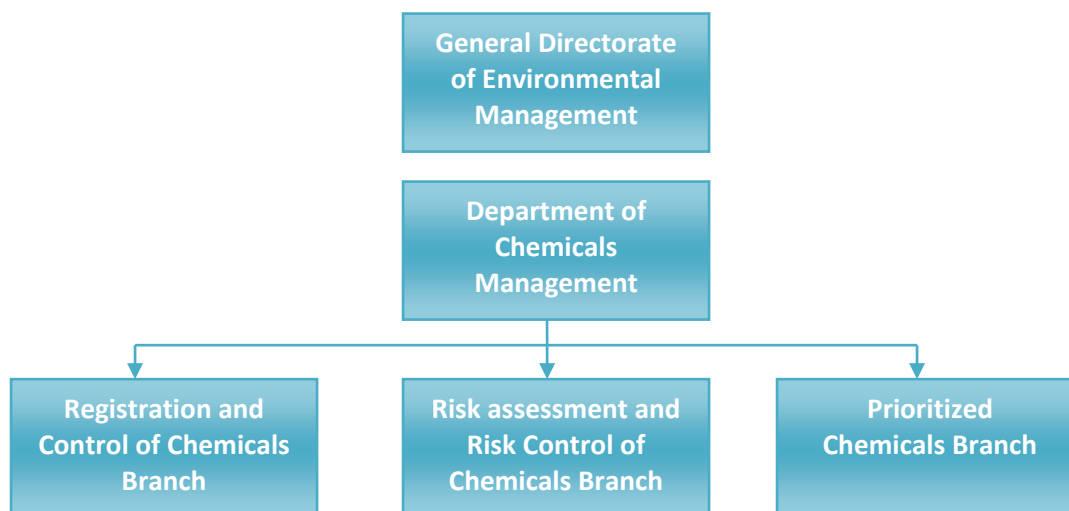 General Directorate
of Environmental
Management
Department of
Chemicals
Management
Registration and
Control of Chemicals
Branch
Risk assessment and
Risk Control of
Chemicals Branch
Prioritized
Chemicals Branch